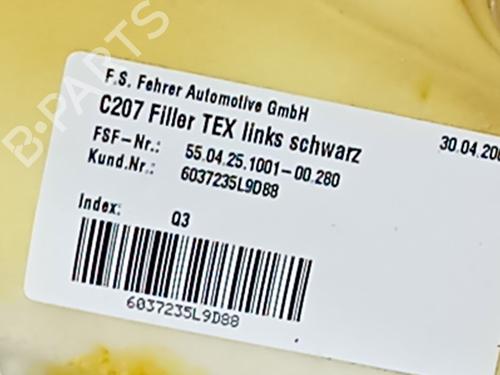 B-PARTS
F.S. Fehrer Automotive GmbH
C207 Filler TEX links schwarz
30.04.200
FSF-Nr.: 55.04.25.1001-00.280
Kund.Nr.: 6037235L9D88
Index: Q3
6037235L9D88